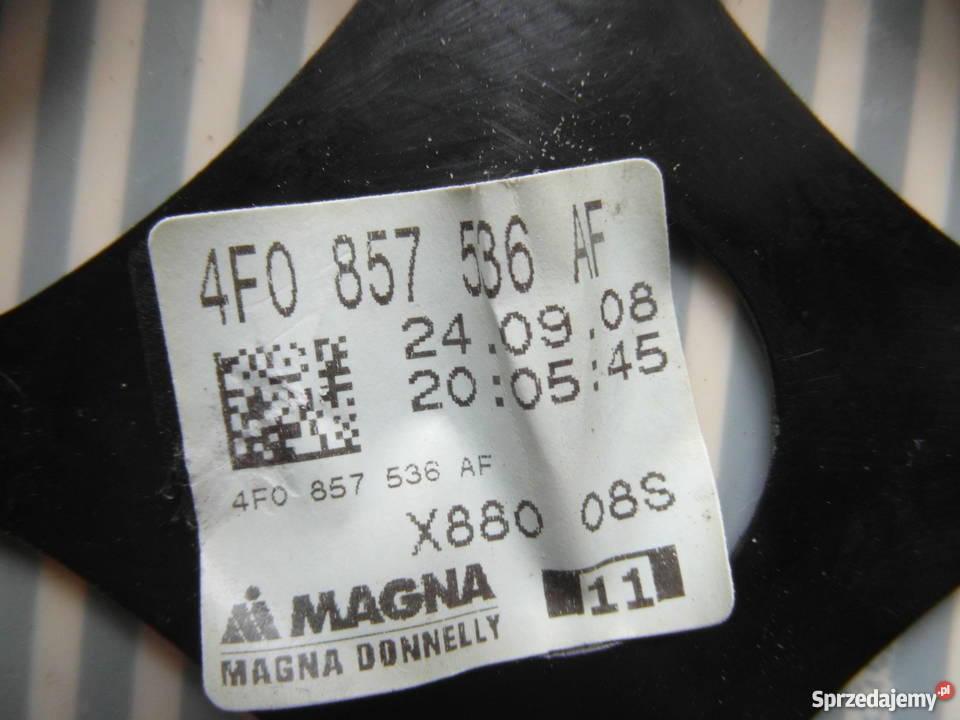 4F0 857 536 AF
24.09.08
20:05:45
4F0 857 536 AF
X880 08S
MAGNA
11
MAGNA DONNELLY
Sprzedajemy.pl